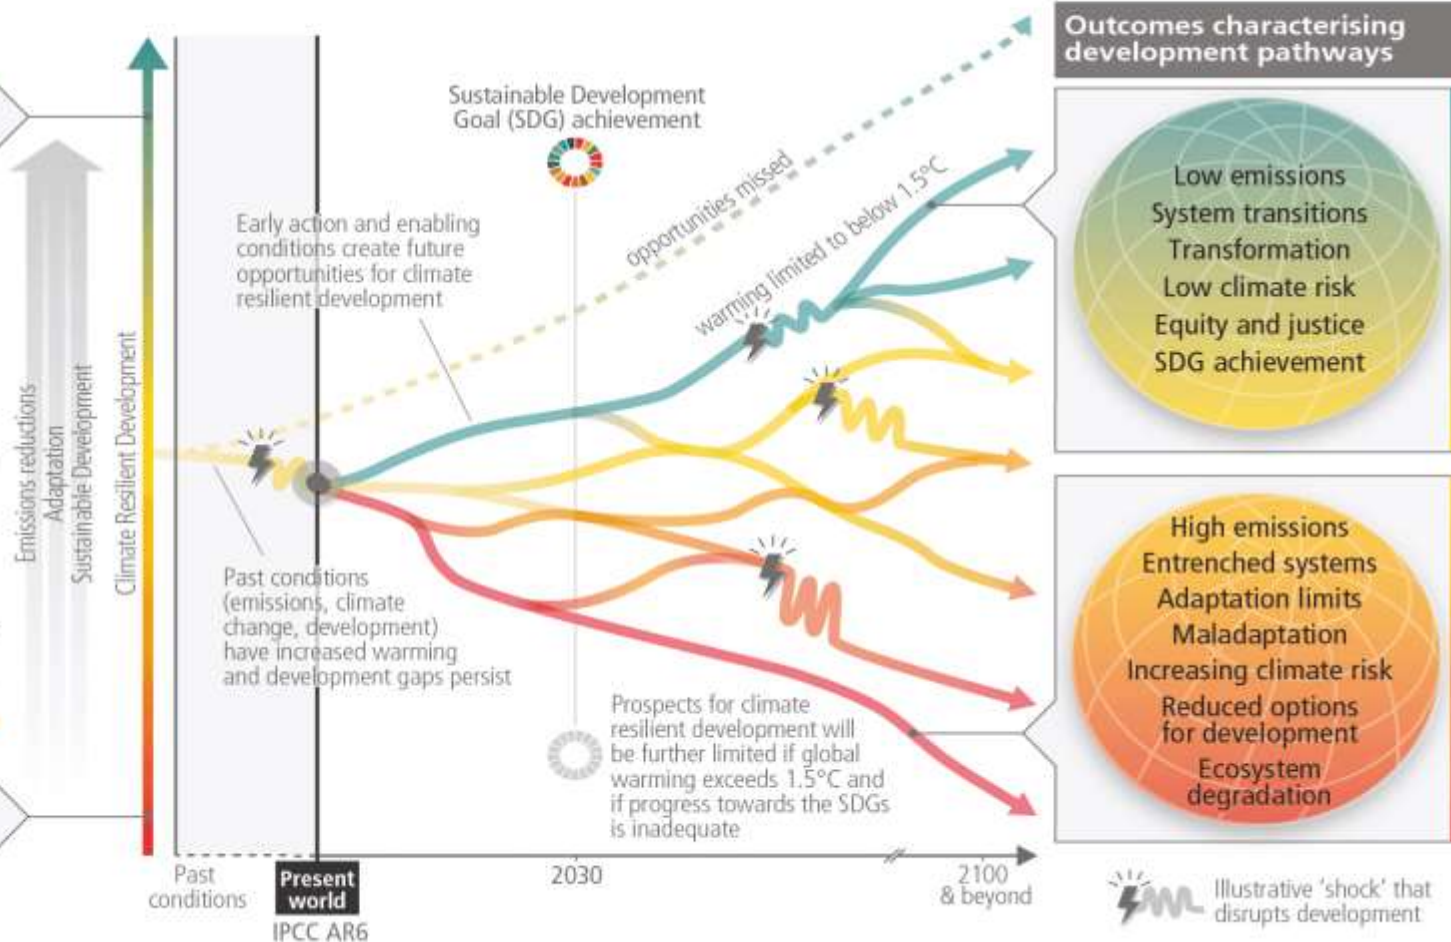 Outcomes characterising
development pathways
Sustainable Development
Goal (SDG) achievement
opportunities missed
warming limited to below 1.5°C
Early action and enabling
conditions create future
opportunities for climate
resilient development
Low emissions
System transitions
Transformation
Low climate risk
Equity and justice
SDG achievement
Emissions reductions
Adaptation
Sustainable Development
Climate Resilient Development
Past conditions
(emissions, climate
change, development)
have increased warming
and development gaps persist
Prospects for climate
resilient development will
be further limited if global
warming exceeds 1.5°C and
if progress towards the SDGs
is inadequate
High emissions
Entrenched systems
Adaptation limits
Maladaptation
Increasing climate risk
Reduced options
for development
Ecosystem
degradation
Past
conditions
Present
world
IPCC AR6
2030
2100
& beyond
Illustrative 'shock' that
disrupts development